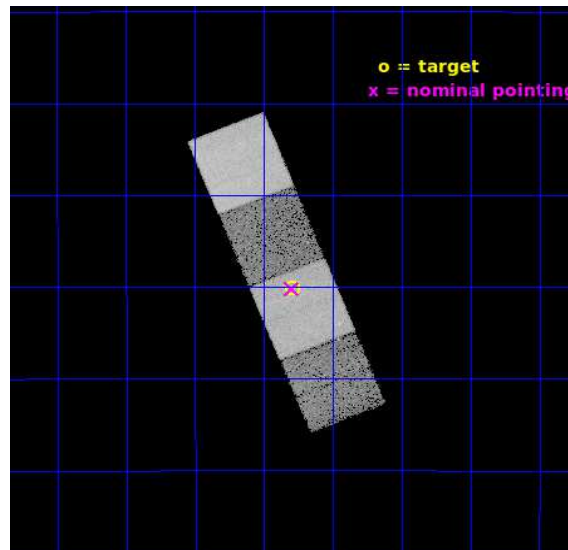 o = target
x = nominal pointing